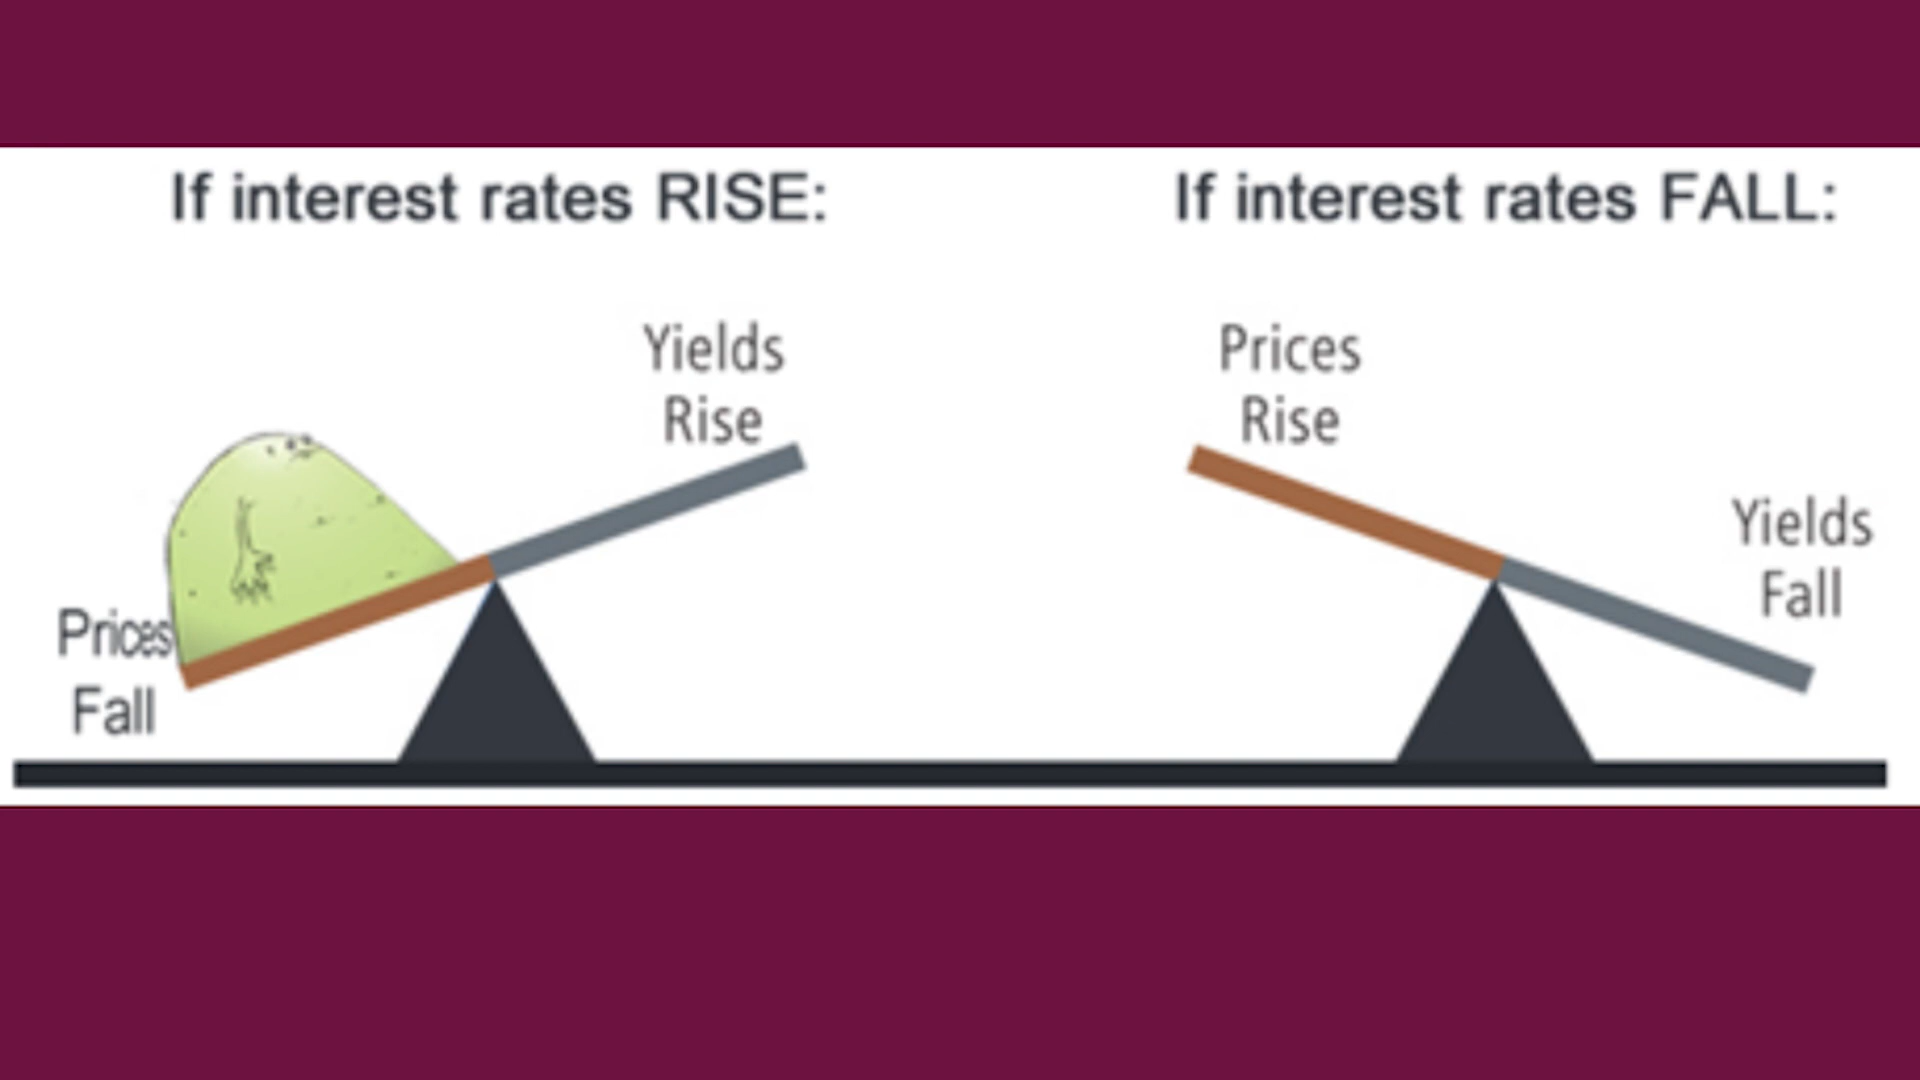 If interest rates RISE:
Yields
Rise
Prices
Fall
If interest rates FALL:
Prices
Rise
Yields
Fall